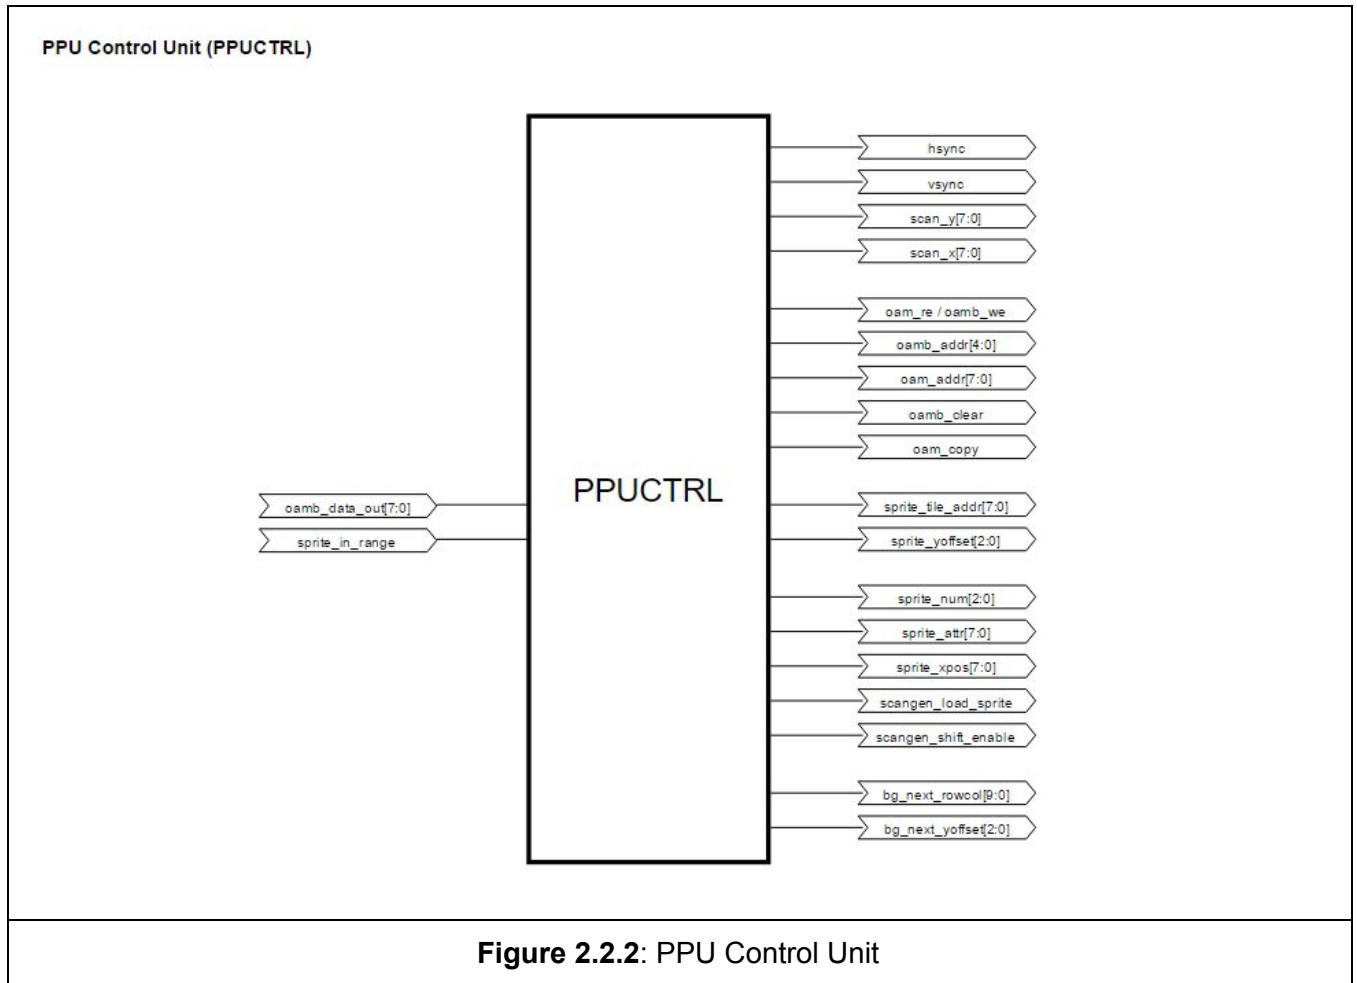 PPU Control Unit (PPUCTRL)
hsync
vsync
scan_y[7:0]
scan_x[7:0]
oam_re / oamb_we
oamb_addr[4:0]
oam_addr[7:0]
oamb_clear
oam_copy
PPUCTRL
oamb_data_out[7:0]
sprite_in_range
sprite_tile_addr[7:0]
sprite_yoffset[2:0]
sprite_num[2:0]
sprite_attr[7:0]
sprite_xpos[7:0]
scangen_load_sprite
scangen_shift_enable
bg_next_rowcol[9:0]
bg_next_yoffset[2:0]
Figure 2.2.2: PPU Control Unit